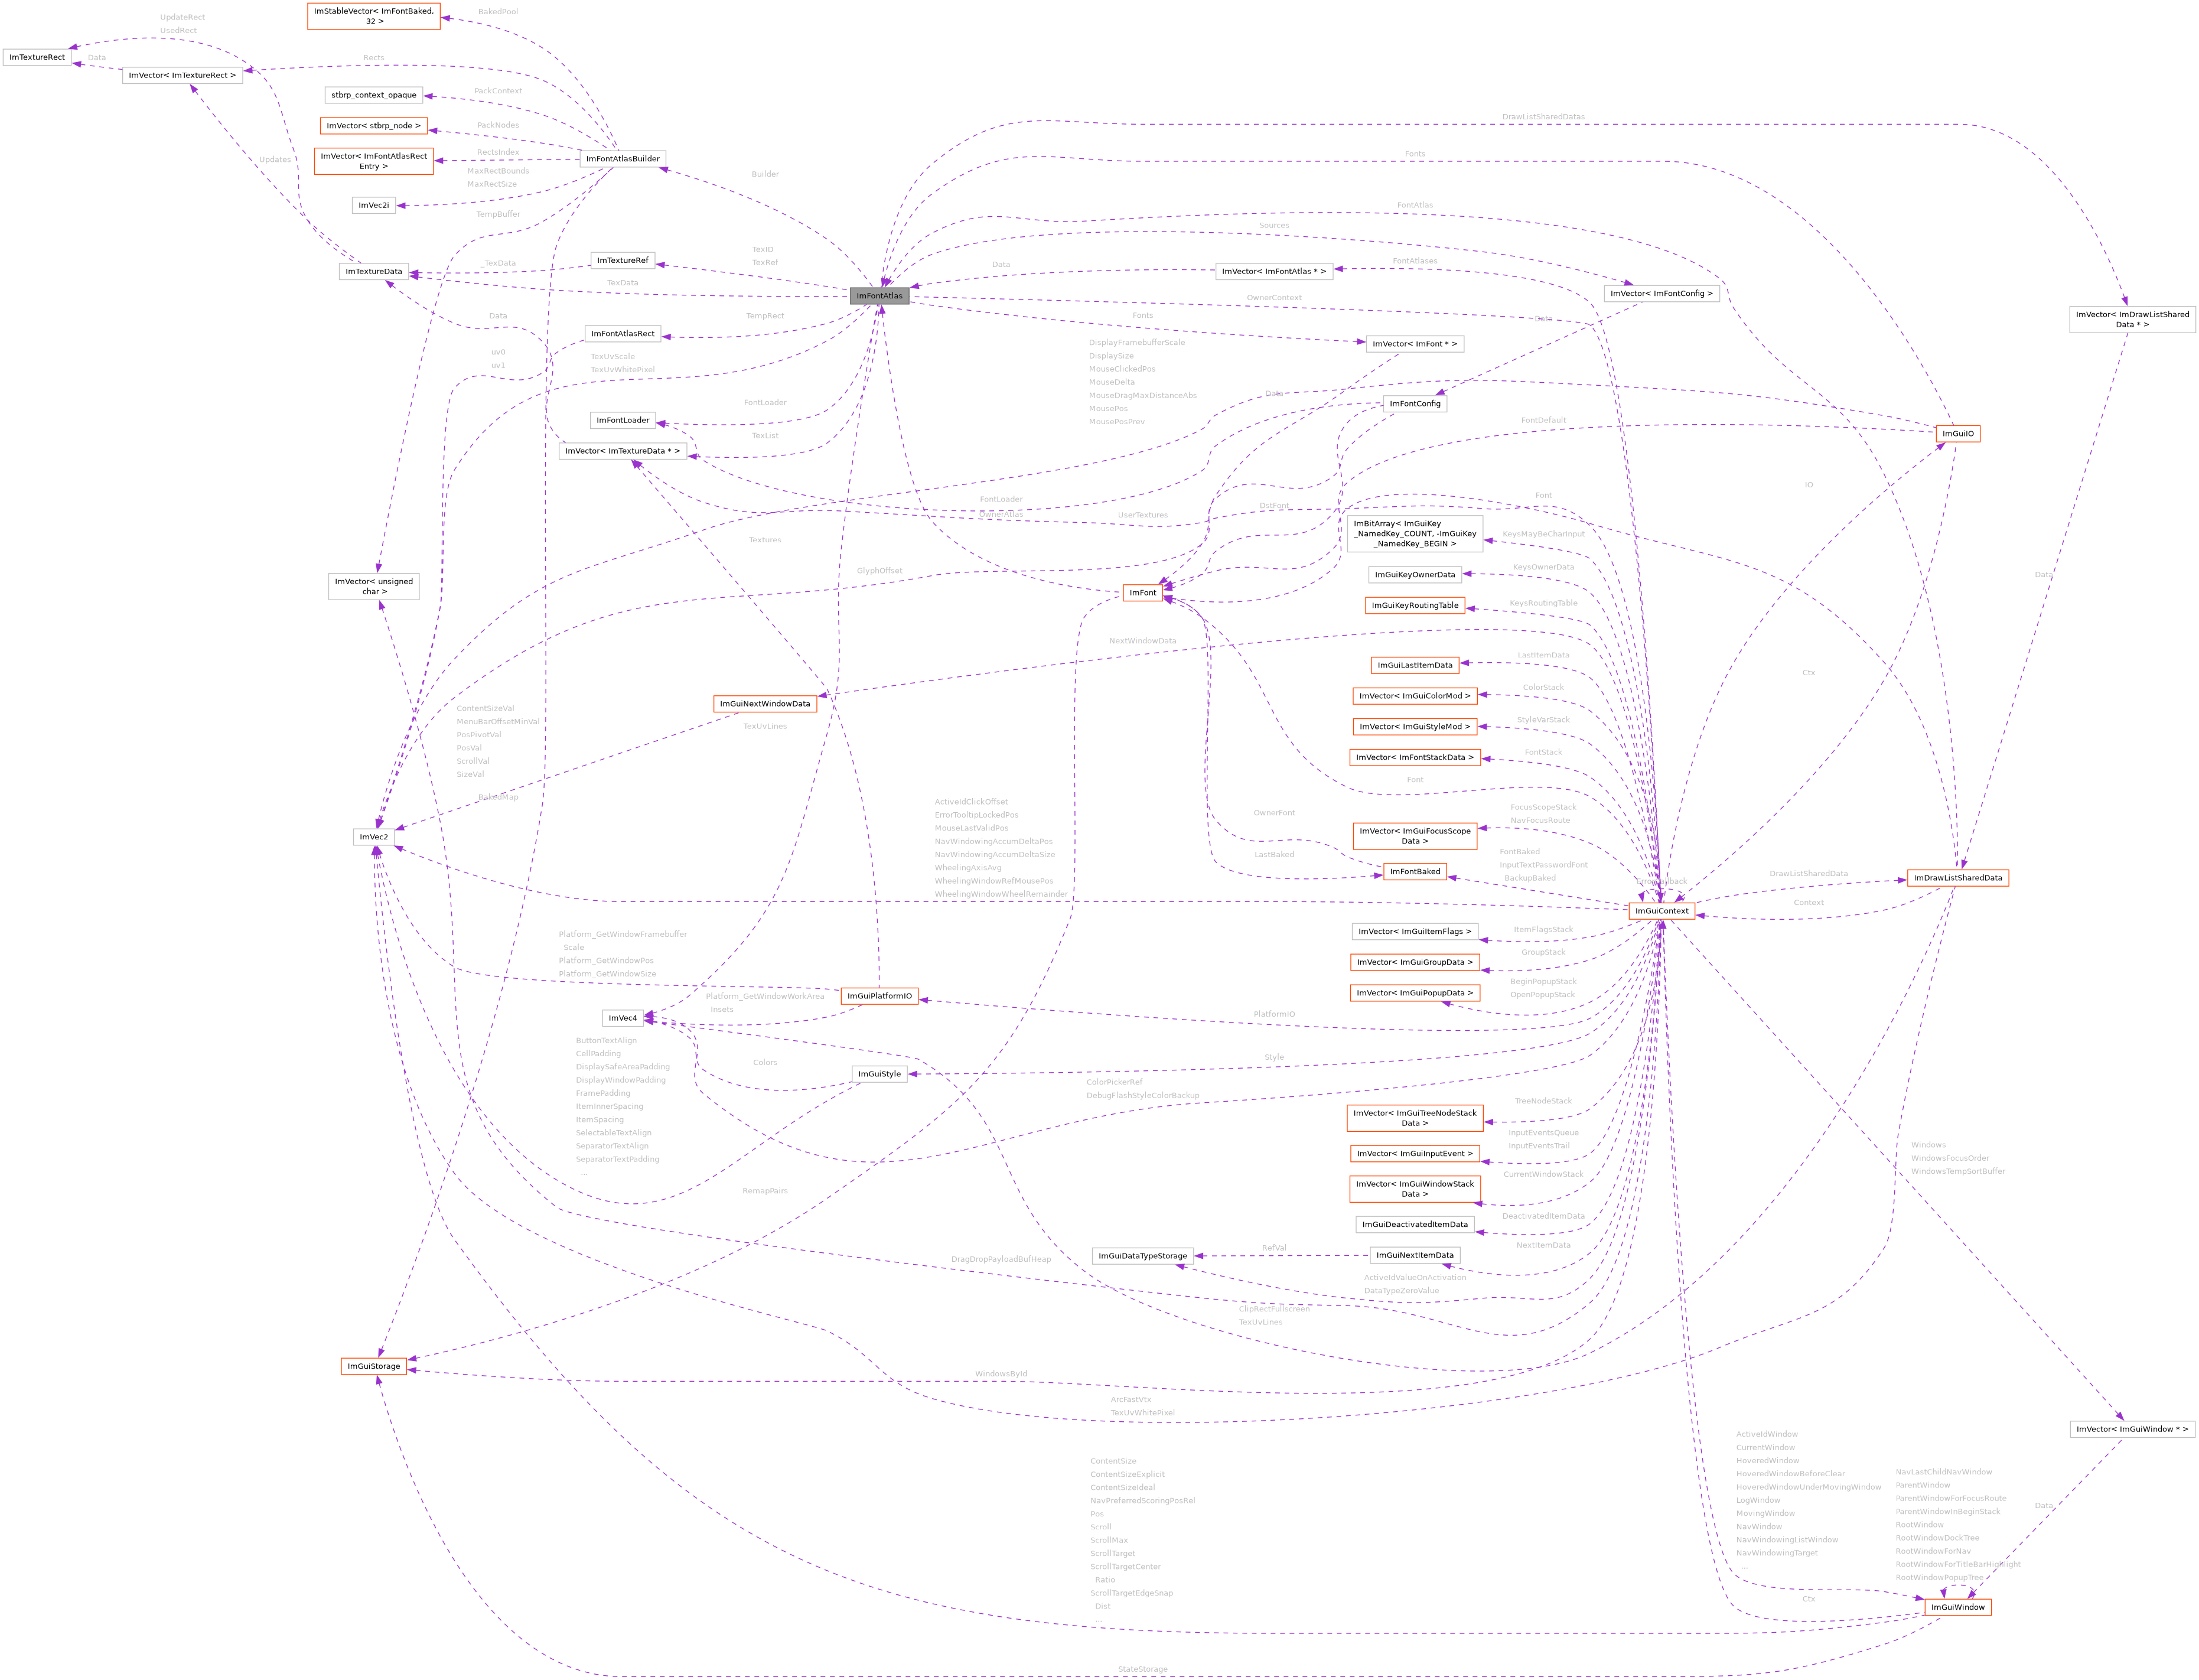 ImStableVector< ImFontBaked,
32 >
BakedPool
UpdateRect
UsedRect
ImTextureRect
Data
ImVector< ImTextureRect >
Rects
stbrp_context_opaque
PackContext
ImVector< stbrp_node >
PackNodes
ImVector< ImFontAtlasRect
Entry >
RectsIndex
ImFontAtlasBuilder
MaxRectBounds
MaxRectSize
ImVec2i
Updates
TempBuffer
Builder
DrawListSharedDatas
Fonts
FontAtlas
Sources
ImTextureData
_TexData
ImTextureRef
TexID
TexRef
TexData
ImFontAtlas
Data
ImVector< ImFontAtlas * >
FontAtlases
OwnerContext
ImVector< ImFontConfig >
ImVector< ImDrawListShared
Data * >
Data
ImFontAtlasRect
TempRect
Fonts
Data
uv0
uv1
TexUvScale
TexUvWhitePixel
DisplayFramebufferScale
DisplaySize
MouseClickedPos
MouseDelta
MouseDragMaxDistanceAbs
MousePos
MousePosPrev
ImVector< ImFont * >
Data
ImFontConfig
ImFontLoader
FontLoader
ImVector< ImTextureData * >
TexList
FontDefault
ImGuiIO
FontLoader
OwnerAtlas
UserTextures
DstFont
Font
IO
Textures
GlyphOffset
ImBitArray< ImGuiKey
_NamedKey_COUNT, -ImGuiKey
_NamedKey_BEGIN >
KeysMayBeCharInput
ImGuiKeyOwnerData
KeysOwnerData
ImGuiKeyRoutingTable
KeysRoutingTable
Data
ImVector< unsigned
char >
ImFont
NextWindowData
ImGuiLastItemData
LastItemData
Ctx
ImVector< ImGuiColorMod >
ColorStack
ImVector< ImGuiStyleMod >
StyleVarStack
ImVector< ImFontStackData >
FontStack
ImGuiNextWindowData
TexUvLines
ContentSizeVal
MenuBarOffsetMinVal
PosPivotVal
PosVal
ScrollVal
SizeVal
BakedMap
Font
ActiveIdClickOffset
ErrorTooltipLockedPos
MouseLastValidPos
NavWindowingAccumDeltaPos
NavWindowingAccumDeltaSize
WheelingAxisAvg
WheelingWindowRefMousePos
WheelingWindowWheelRemainder
OwnerFont
LastBaked
ImVector< ImGuiFocusScope
Data >
FocusScopeStack
NavFocusRoute
ImFontBaked
FontBaked
InputTextPasswordFont
BackupBaked
ImVec2
ErrorCallback
ImGuiContext
DrawListSharedData
Context
ImDrawListSharedData
ImVector< ImGuiItemFlags >
ItemFlagsStack
ImVector< ImGuiGroupData >
GroupStack
ImVector< ImGuiPopupData >
BeginPopupStack
OpenPopupStack
Platform_GetWindowFramebuffer
Scale
Platform_GetWindowPos
Platform_GetWindowSize
ImGuiPlatformIO
Platform_GetWindowWorkArea
Insets
PlatformIO
ImVec4
ButtonTextAlign
CellPadding
DisplaySafeAreaPadding
DisplayWindowPadding
FramePadding
ItemInnerSpacing
ItemSpacing
SelectableTextAlign
SeparatorTextAlign
SeparatorTextPadding
...
Colors
ImGuiStyle
Style
ColorPickerRef
DebugFlashStyleColorBackup
ImVector< ImGuiTreeNodeStack
Data >
TreeNodeStack
ImVector< ImGuiInputEvent >
InputEventsQueue
InputEventsTrail
ImVector< ImGuiWindowStack
Data >
CurrentWindowStack
Windows
WindowsFocusOrder
WindowsTempSortBuffer
RemapPairs
ImGuiDeactivatedItemData
DeactivatedItemData
ImGuiDataTypeStorage
RefVal
ImGuiNextItemData
NextItemData
DragDropPayloadBufHeap
ActiveIdValueOnActivation
DataTypeZeroValue
ClipRectFullscreen
TexUvLines
ImGuiStorage
WindowsById
ArcFastVtx
TexUvWhitePixel
ImVector< ImGuiWindow * >
ActiveIdWindow
CurrentWindow
HoveredWindow
HoveredWindowBeforeClear
HoveredWindowUnderMovingWindow
LogWindow
MovingWindow
NavWindow
NavWindowingListWindow
NavWindowingTarget
...
NavLastChildNavWindow
ParentWindow
ParentWindowForFocusRoute
ParentWindowInBeginStack
RootWindow
RootWindowDockTree
RootWindowForNav
RootWindowForTitleBarHighlight
RootWindowPopupTree
Data
ContentSize
ContentSizeExplicit
ContentSizeIdeal
NavPreferredScoringPosRel
Pos
Scroll
ScrollMax
ScrollTarget
ScrollTargetCenter
Ratio
ScrollTargetEdgeSnap
Dist
...
Ctx
ImGuiWindow
StateStorage